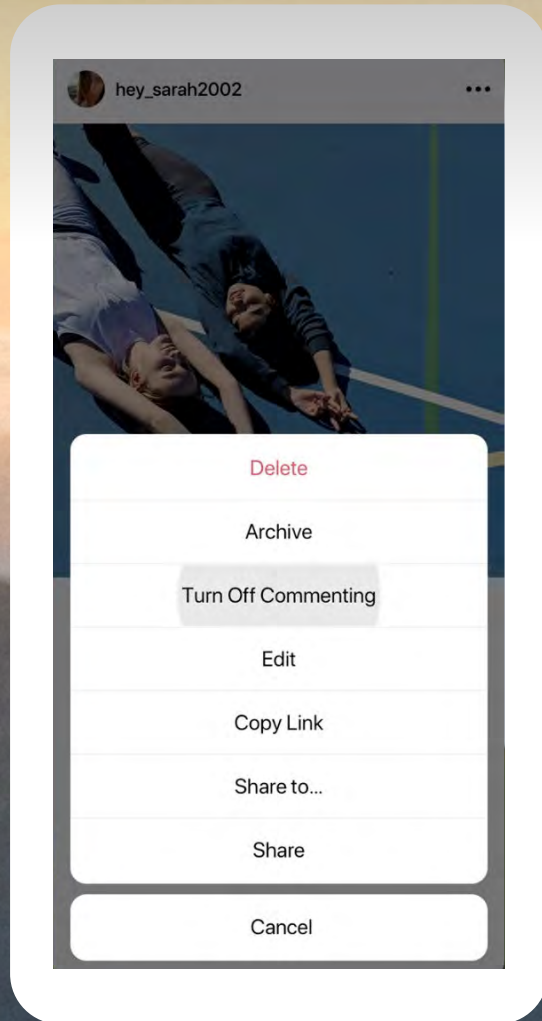 hey_sarah2002
Delete
Archive
Turn Off Commenting
Edit
Copy Link
Share to...
Share
Cancel